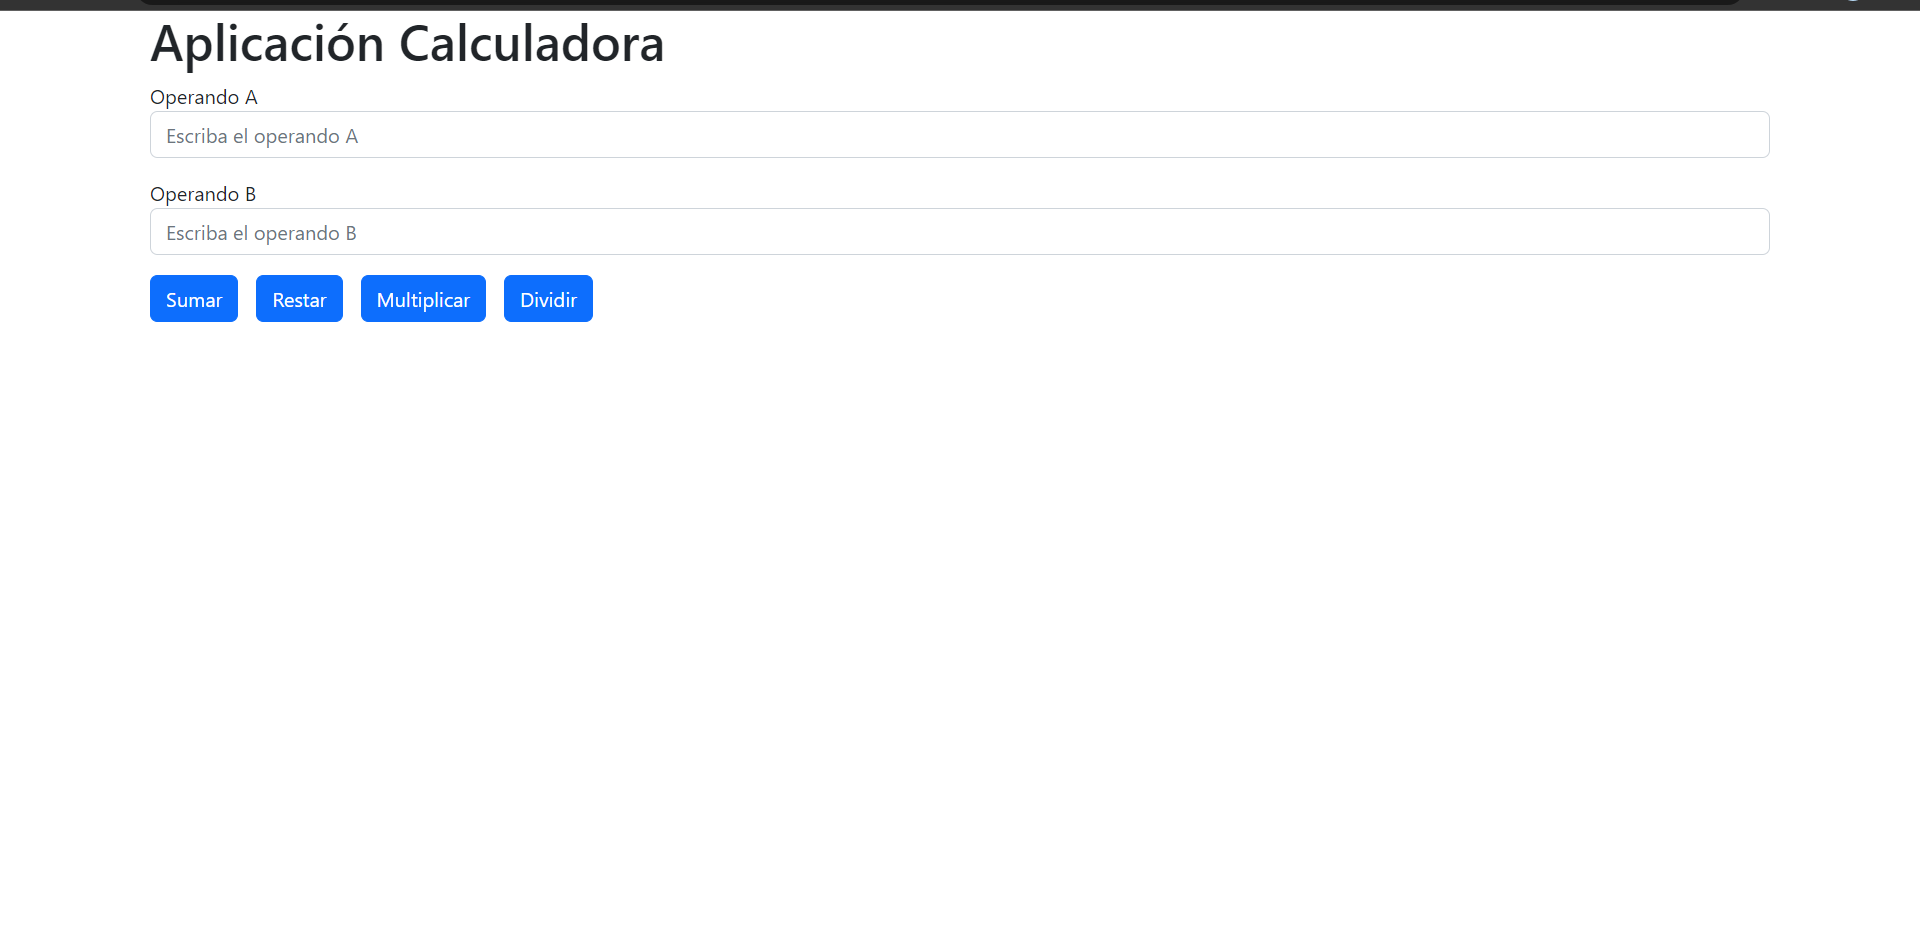 Aplicación Calculadora
Operando A
Escriba el operando A
Operando B
Escriba el operando B
Sumar Restar Multiplicar Dividir